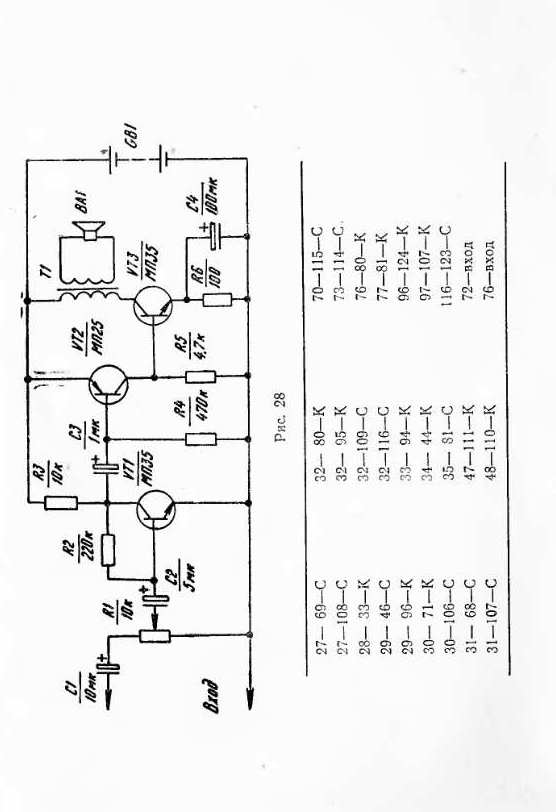 GB1
T1
BA1
VT3
МП35
C4
100мк
R6
100
VT2
МП25
R5
4,7к
C3
1мк
R4
470к
R3
10к
VT1
МП35
R2
220к
C2
5мк
R1
10к
C1
10мк
Вход
Рис. 28
27— 69—С 32— 80—К 70—115—С
27—108—С 32— 95—К 73—114—С
28— 33—К 32—109—С 76—80—К
29— 46—С 32—116—С 77—81—К
29— 96—К 33— 94—К 96—124—К
30— 71—К 34— 44—К 97—107—К
30—106—С 35— 81—С 116—123—С
31— 68—С 47—111—К 72—вход
31—107—С 48—110—К 76—вход